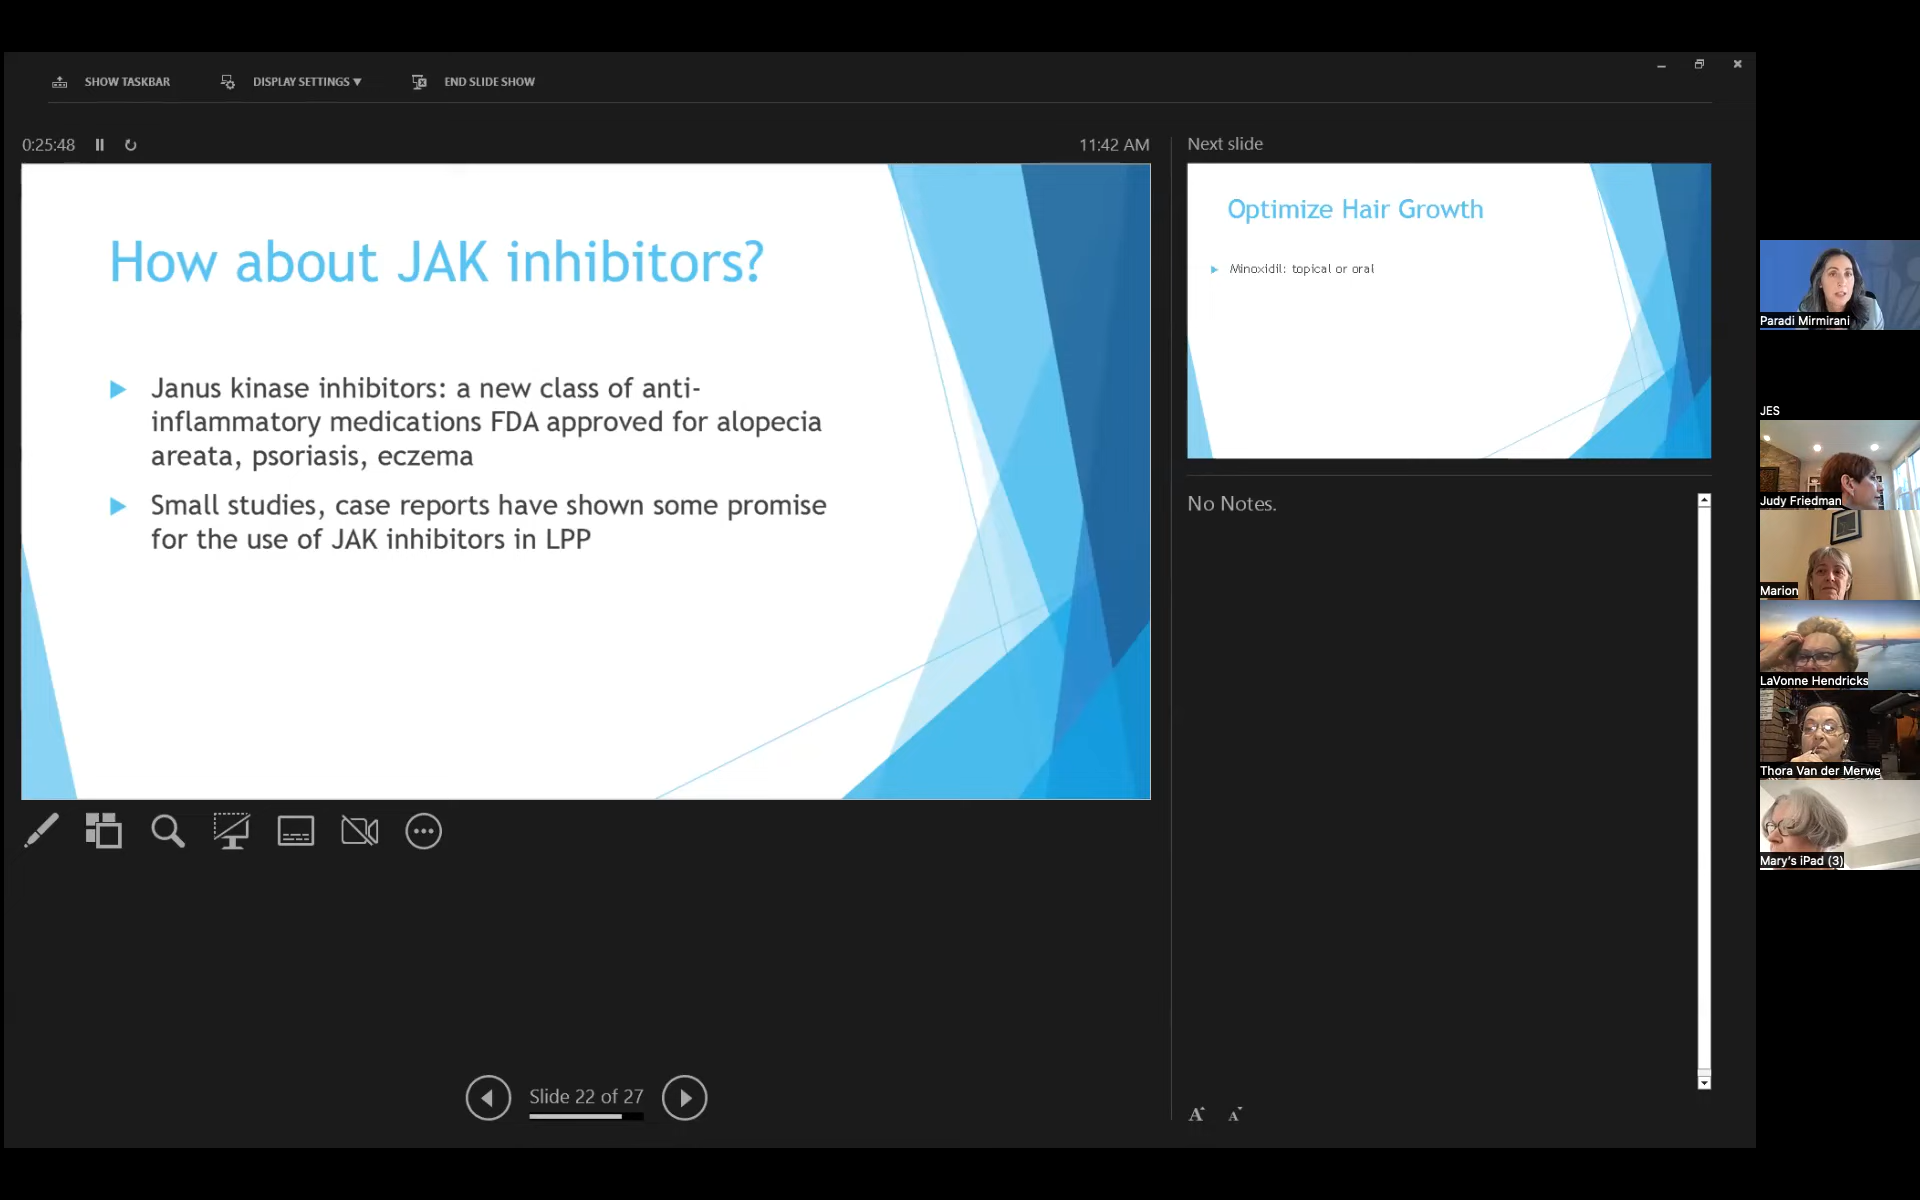 SHOW TASKBAR
DISPLAY SETTINGS ▼
END SLIDE SHOW
0:25:48
11:42 AM
How about JAK inhibitors?
Janus kinase inhibitors: a new class of anti-
inflammatory medications FDA approved for alopecia
areata, psoriasis, eczema
Small studies, case reports have shown some promise
for the use of JAK inhibitors in LPP
Slide 22 of 27
Next slide
Optimize Hair Growth
Minoxidil: topical or oral
No Notes.
A A
Paradi Mirmirani
JES
Judy Friedman
Marion
LaVonne Hendricks
Thora Van der Merwe
Mary's iPad (3)